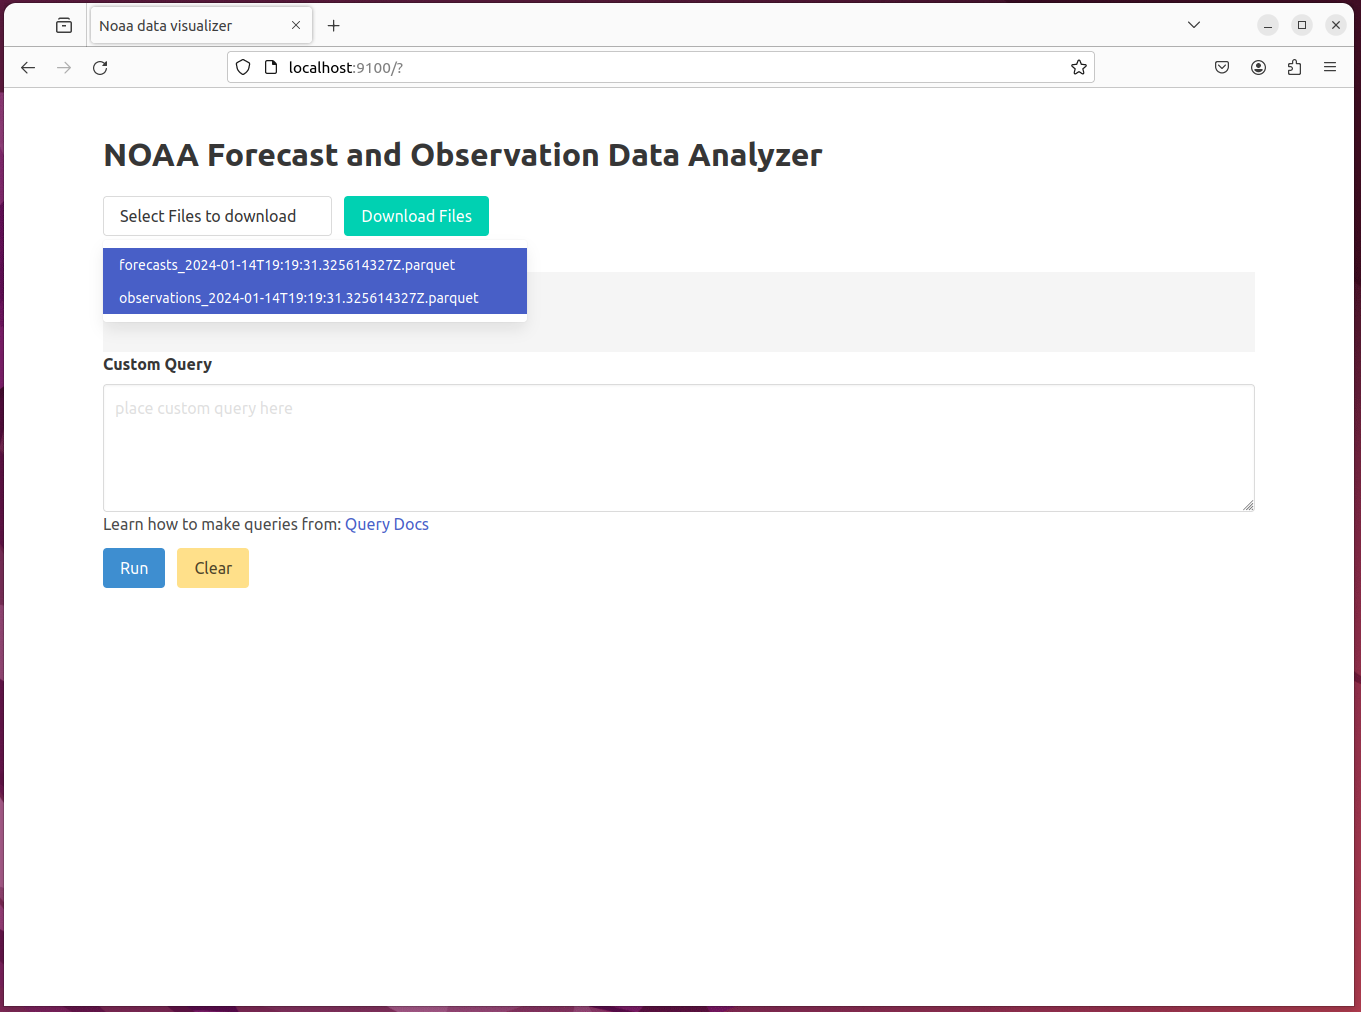 Noaa data visualizer
localhost:9100/?
NOAA Forecast and Observation Data Analyzer
Select Files to download
Download Files
forecasts_2024-01-14T19:19:31.325614327Z.parquet
observations_2024-01-14T19:19:31.325614327Z.parquet
Custom Query
place custom query here
Learn how to make queries from: Query Docs
Run
Clear